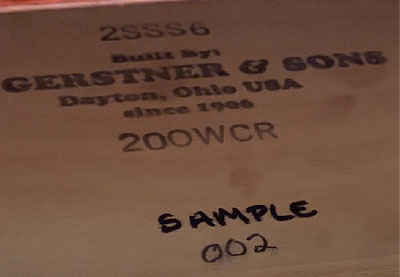 2SSS6
Built by:
GERSTNER & SONS
Dayton, Ohio USA
since 1906
200WCR
SAMPLE
002